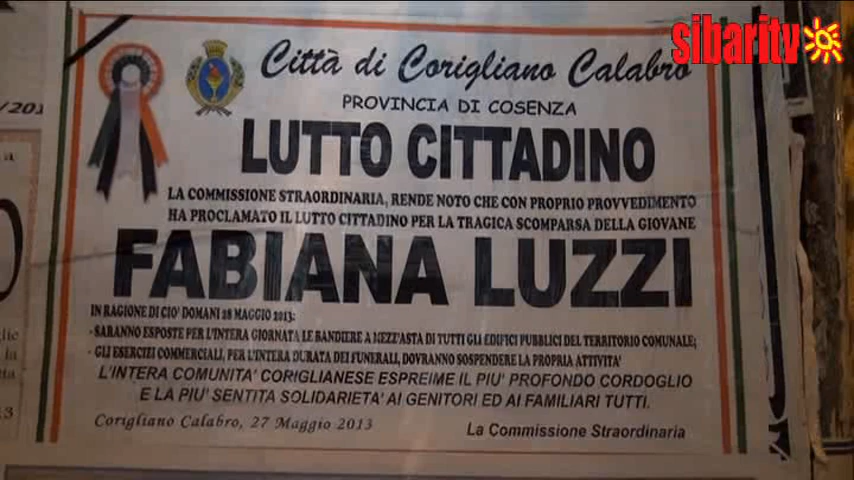 sibaritv
/201
Città di Corigliano Calabro
PROVINCIA DI COSENZA
LUTTO CITTADINO
LA COMMISSIONE STRAORDINARIA, RENDE NOTO CHE CON PROPRIO PROVVEDIMENTO
HA PROCLAMATO IL LUTTO CITTADINO PER LA TRAGICA SCOMPARSA DELLA GIOVANE
FABIANA LUZZI
IN RAGIONE DI CIO' DOMANI 28 MAGGIO 2013:
- SARANNO ESPOSTE PER L'INTERA GIORNATA LE BANDIERE A MEZZ'ASTA DI TUTTI GLI EDIFICI PUBBLICI DEL TERRITORIO COMUNALE;
- GLI ESERCIZI COMMERCIALI, PER L'INTERA DURATA DEI FUNERALI, DOVRANNO SOSPENDERE LA PROPRIA ATTIVITA'
L'INTERA COMUNITA' CORIGLIANESE ESPREIME IL PIU' PROFONDO CORDOGLIO
E LA PIU' SENTITA SOLIDARIETA' AI GENITORI ED AI FAMILIARI TUTTI.
Corigliano Calabro, 27 Maggio 2013
La Commissione Straordinaria